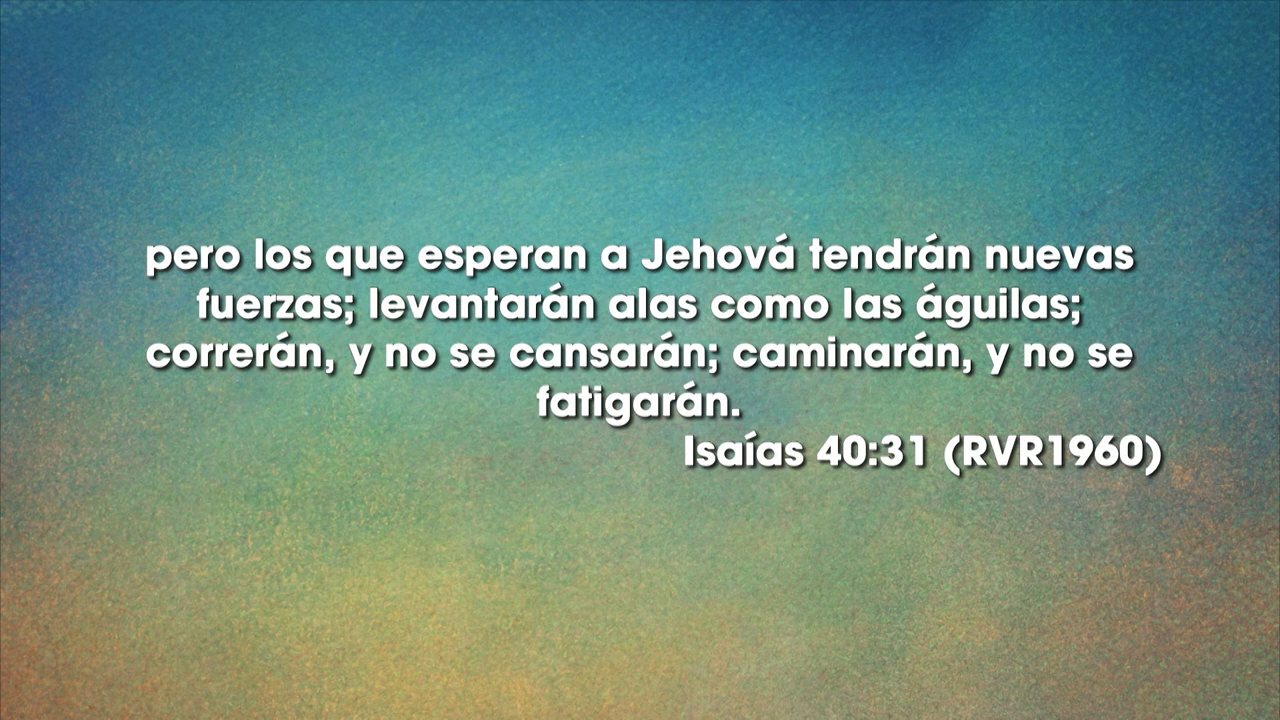 pero los que esperan a Jehová tendrán nuevas
fuerzas; levantarán alas como las águilas;
correrán, y no se cansarán; caminarán, y no se
fatigarán.
Isaías 40:31 (RVR1960)